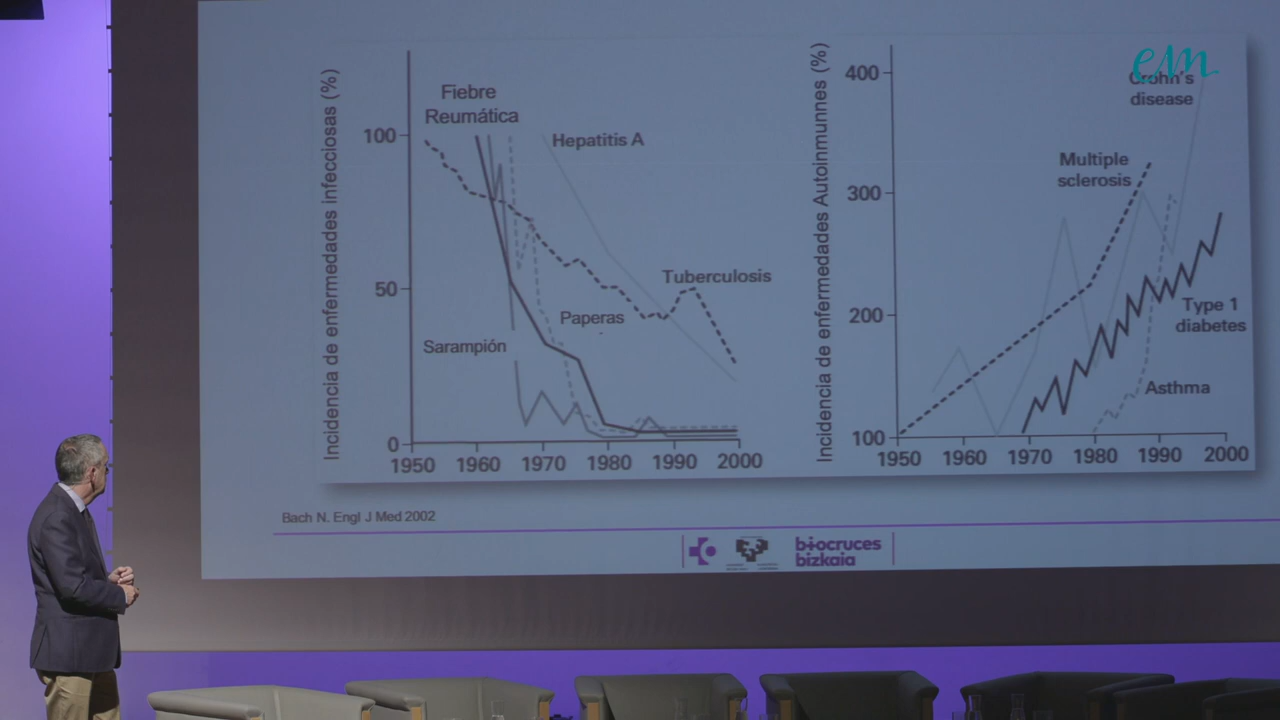 em
Incidencia de enfermedades infecciosas (%)
100
50
0
1950 1960 1970 1980 1990 2000
Fiebre
Reumática
Hepatitis A
Tuberculosis
Paperas
Sarampión
Incidencia de enfermedades Autoinmunnes (%)
400
300
200
100
1950 1960 1970 1980 1990 2000
Crohn's
disease
Multiple
sclerosis
Type 1
diabetes
Asthma
Bach N. Engl J Med 2002
biocruces
bizkaia